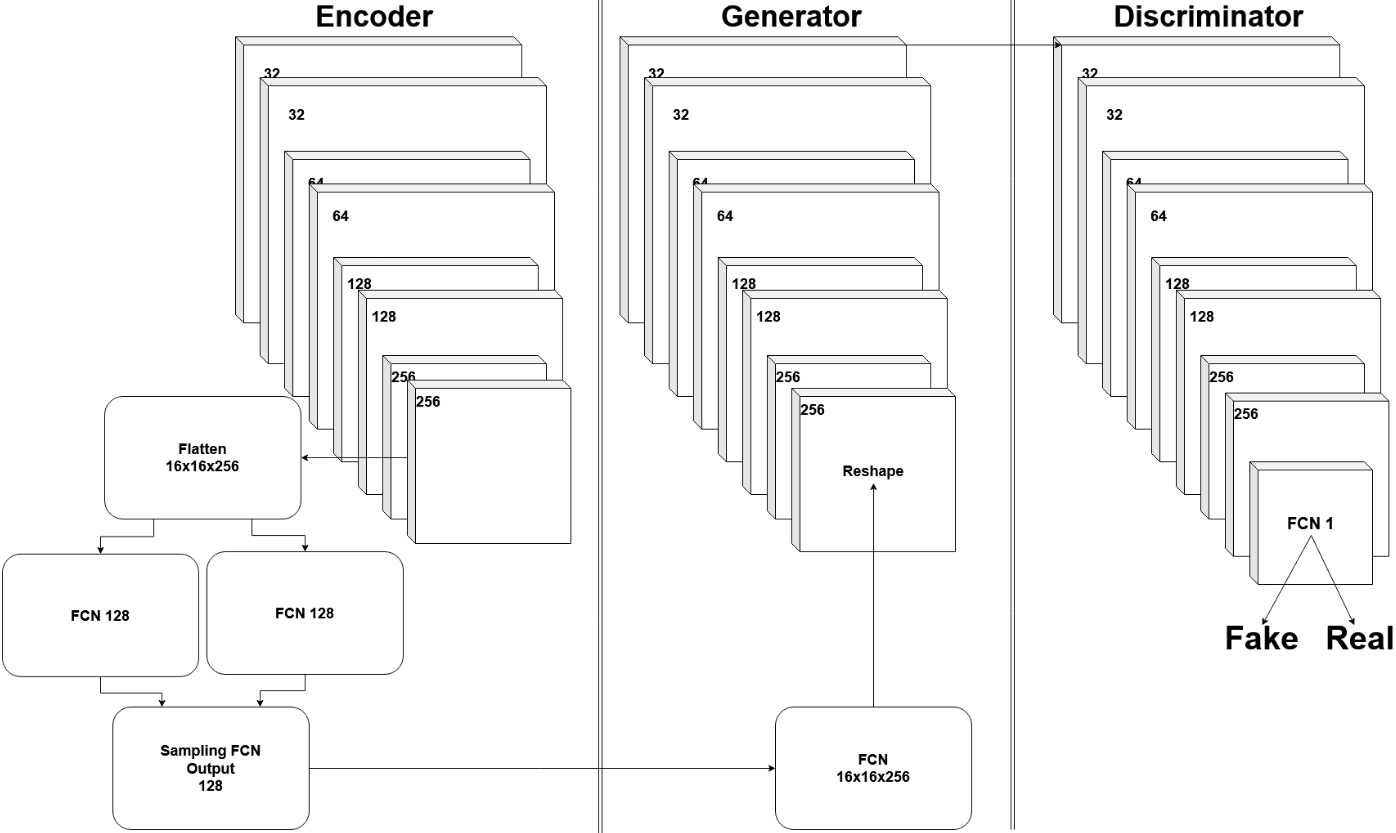 Encoder
32
32
64
64
128
128
256
256
Flatten
16x16x256
FCN 128
FCN 128
Sampling FCN
Output
128
Generator
32
32
64
64
128
128
256
256
Reshape
FCN
16x16x256
Discriminator
32
32
64
64
128
128
256
256
FCN 1
Fake
Real